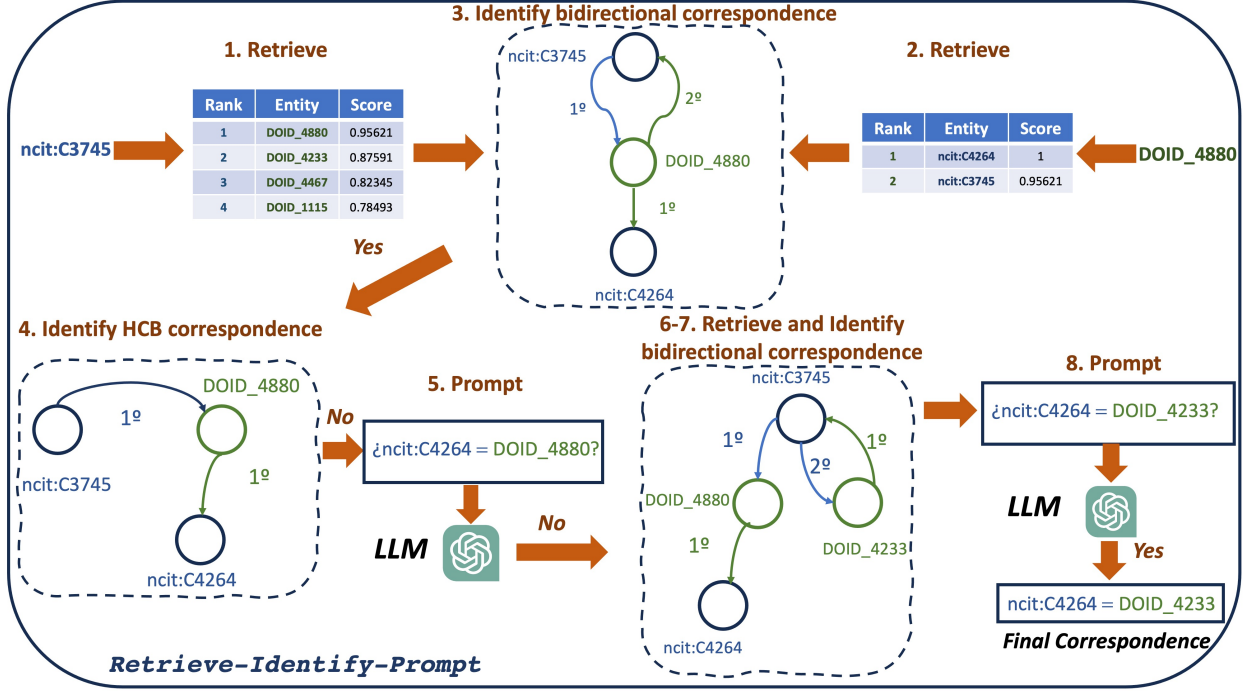 3. Identify bidirectional correspondence
1. Retrieve
2. Retrieve
ncit:C3745
Rank Entity Score
1 DOID_4880 0.95621
2 DOID_4233 0.87591
3 DOID_4467 0.82345
4 DOID_1115 0.78493
ncit:C3745
1º
2º
DOID_4880
1º
ncit:C4264
Rank Entity Score
1 ncit:C4264 1
2 ncit:C3745 0.95621
DOID_4880
Yes
4. Identify HCB correspondence
DOID_4880
1º
1º
ncit:C3745
ncit:C4264
No
5. Prompt
¿ncit:C4264 = DOID_4880?
LLM
No
6-7. Retrieve and Identify
bidirectional correspondence
ncit:C3745
1º
2º
1º
DOID_4880
DOID_4233
1º
ncit:C4264
8. Prompt
¿ncit:C4264 = DOID_4233?
LLM
Yes
ncit:C4264 = DOID_4233
Final Correspondence
Retrieve-Identify-Prompt